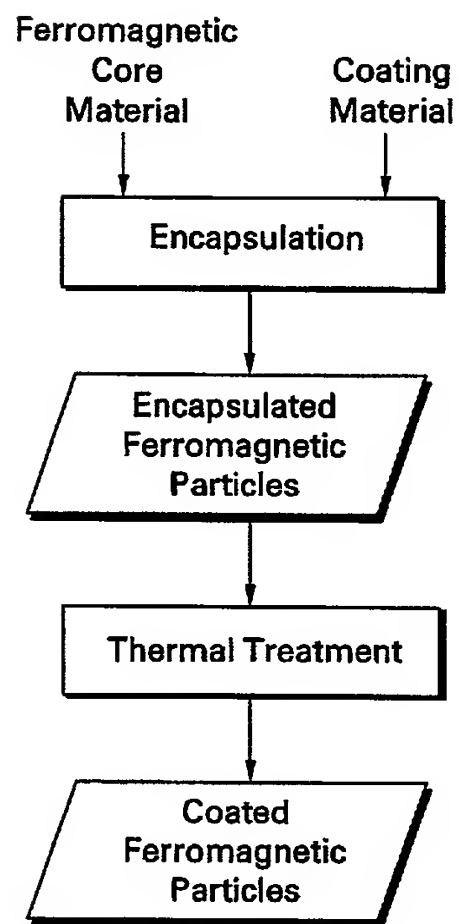 Ferromagnetic
Core
Material
Coating
Material
Encapsulation
Encapsulated
Ferromagnetic
Particles
Thermal Treatment
Coated
Ferromagnetic
Particles